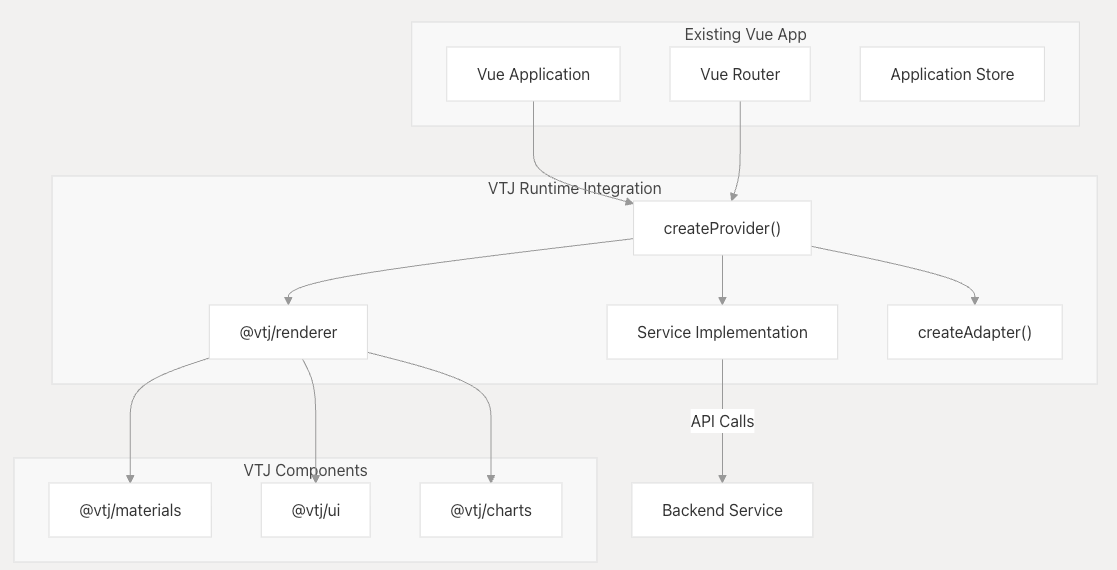 Existing Vue App
Vue Application
Vue Router
Application Store
VTJ Runtime Integration
createProvider()
@vtj/renderer
Service Implementation
createAdapter()
API Calls
VTJ Components
@vtj/materials
@vtj/ui
@vtj/charts
Backend Service